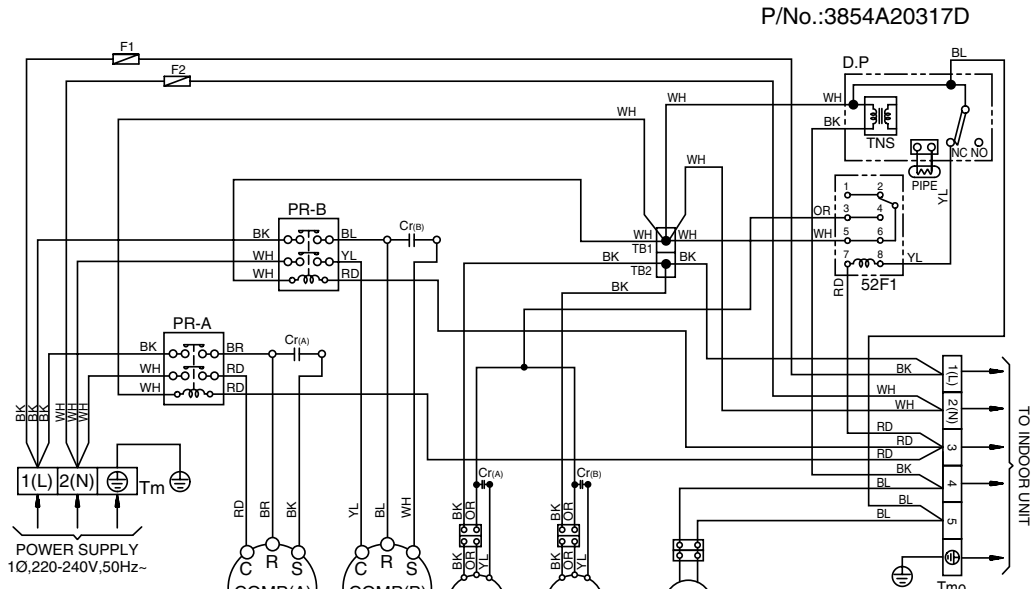 P/No.:3854A20317D
F1
F2
BL
D.P
WH
WH
WH
BK
TNS
NC NO
WH
PIPE
YL
PR-B
1 2
OR 3 4
WH 5 6
7 8 YL
52F1
RD
BK BL Cr(B)
WH YL
WH RD
WH WH
TB1
BK BK
TB2
BK
PR-A
BK BR Cr(A)
WH RD
WH RD
BK
BK
BK
WH
WH
WH
1(L) 2(N) Tm
POWER SUPPLY
1Ø,220-240V,50Hz~
RD BR BK
YL BL WH
C R S
C R S
COMP(A)
COMP(B)
Cr(A)
Cr(B)
BK OR
BK OR YL
BK OR
BK OR YL
BK 1(L)
WH
WH 2(N)
RD
RD 3
RD
BK 4
BL
BL 5
BL
TO INDOOR UNIT
Tmo